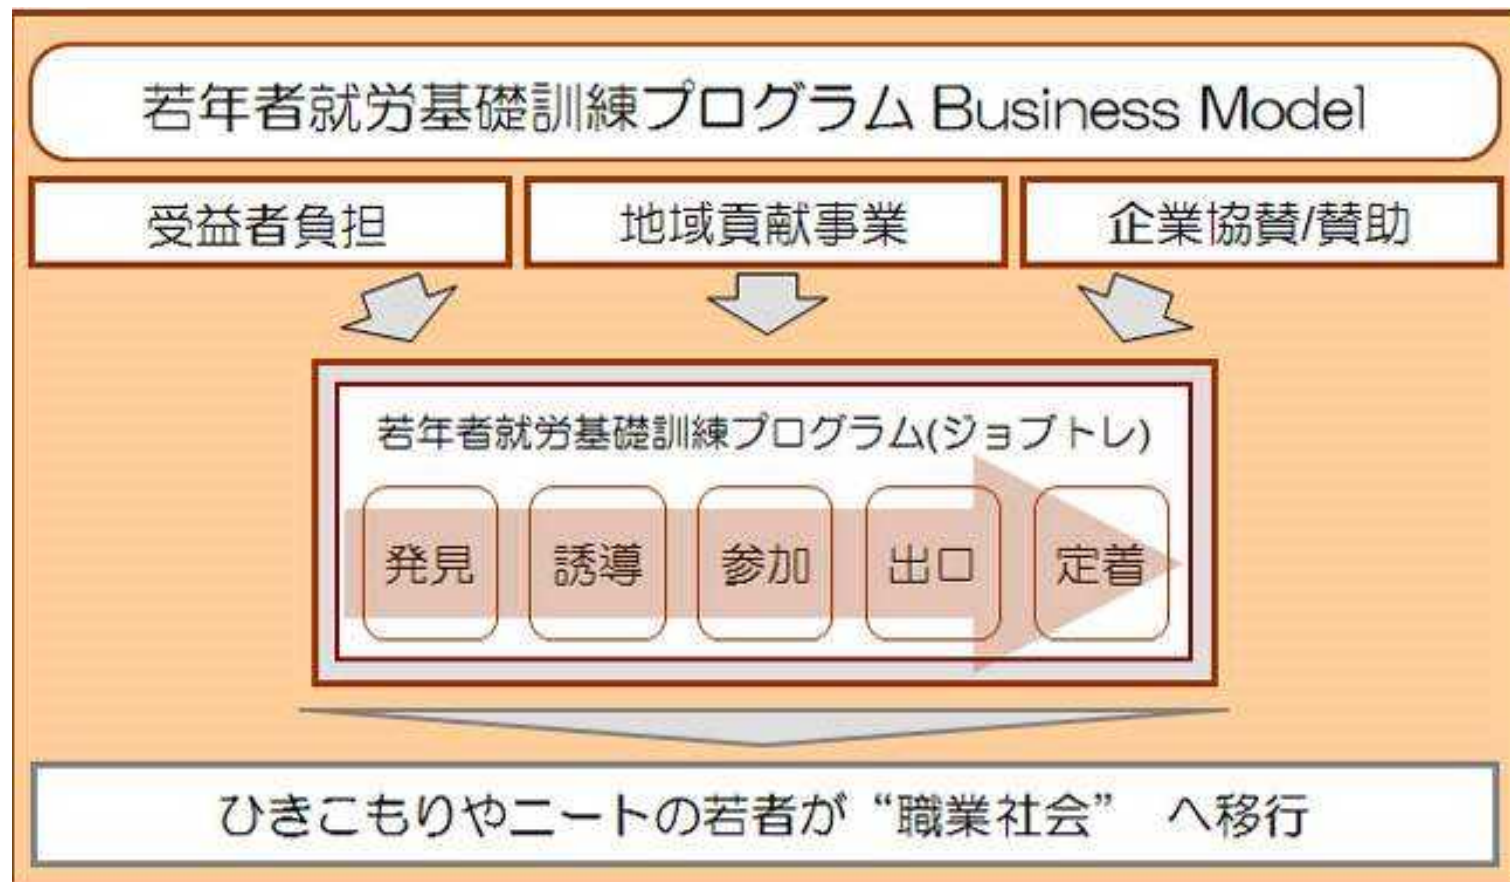 若年者就労基礎訓練プログラム Business Model
受益者負担
地域貢献事業
企業協賛/賛助
若年者就労基礎訓練プログラム(ジョブトレ)
発見
誘導
参加
出口
定着
ひきこもりやニートの若者が“職業社会” へ移行